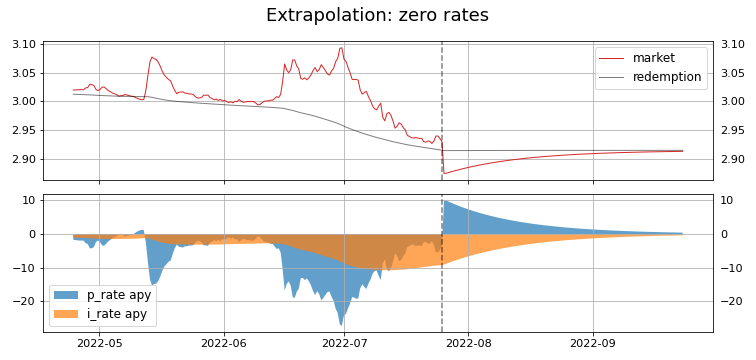 Extrapolation: zero rates
3.10 3.10
3.05 3.05
3.00 3.00
2.95 2.95
2.90 2.90
market
redemption
10 10
0 0
−10 −10
−20 −20
p_rate apy
i_rate apy
2022-05 2022-06 2022-07 2022-08 2022-09